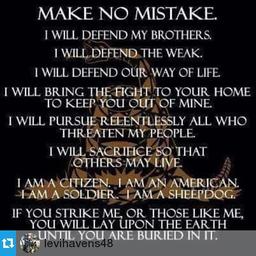 MAKE NO MISTAKE.
I WILL DEFEND MY BROTHERS.
I WILL DEFEND THE WEAK.
I WILL DEFEND OUR WAY OF LIFE.
I WILL BRING THE FIGHT TO YOUR HOME
TO KEEP YOU OUT OF MINE.
I WILL PURSUE RELENTLESSLY ALL WHO
THREATEN MY PEOPLE.
I WILL SACRIFICE SO THAT
OTHERS MAY LIVE.
I AM A CITIZEN. I AM AN AMERICAN.
I AM A SOLDIER. I AM A SHEEPDOG.
IF YOU STRIKE ME, OR THOSE LIKE ME,
YOU WILL LAY UPON THE EARTH
UNTIL YOU ARE BURIED IN IT.
levihavens48